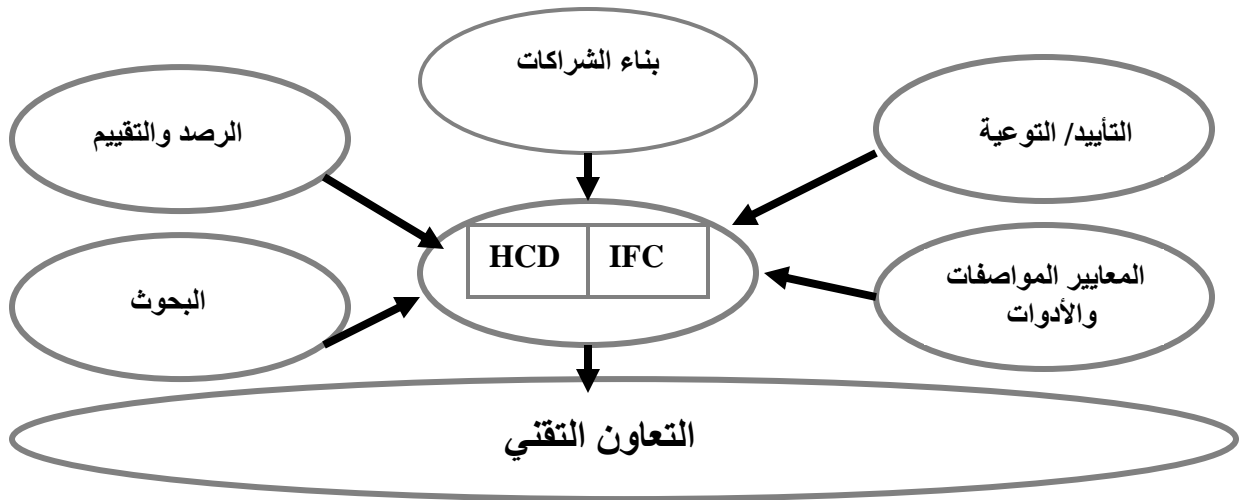 بناء الشراكات
التأييد/ التوعية
الرصد والتقييم
HCD IFC
المعايير المواصفات
والأدوات
البحوث
التعاون التقني